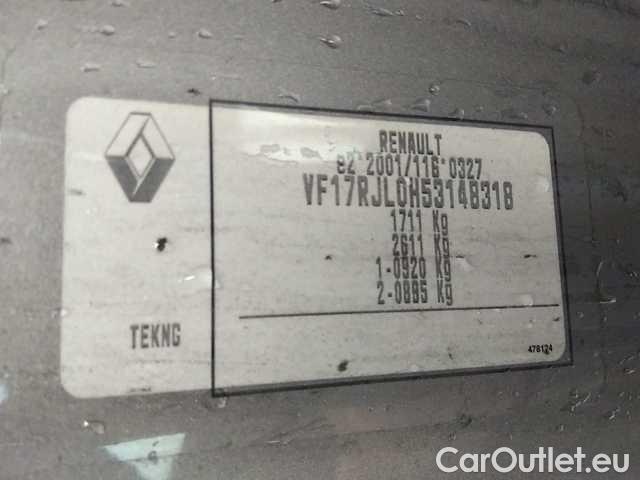 RENAULT
e2*2001/116*0327
VF17RJL0H53148318
1711 Kg
2611 Kg
1-0920 Kg
2-0885 Kg
TEKNG
478124
CarOutlet.eu